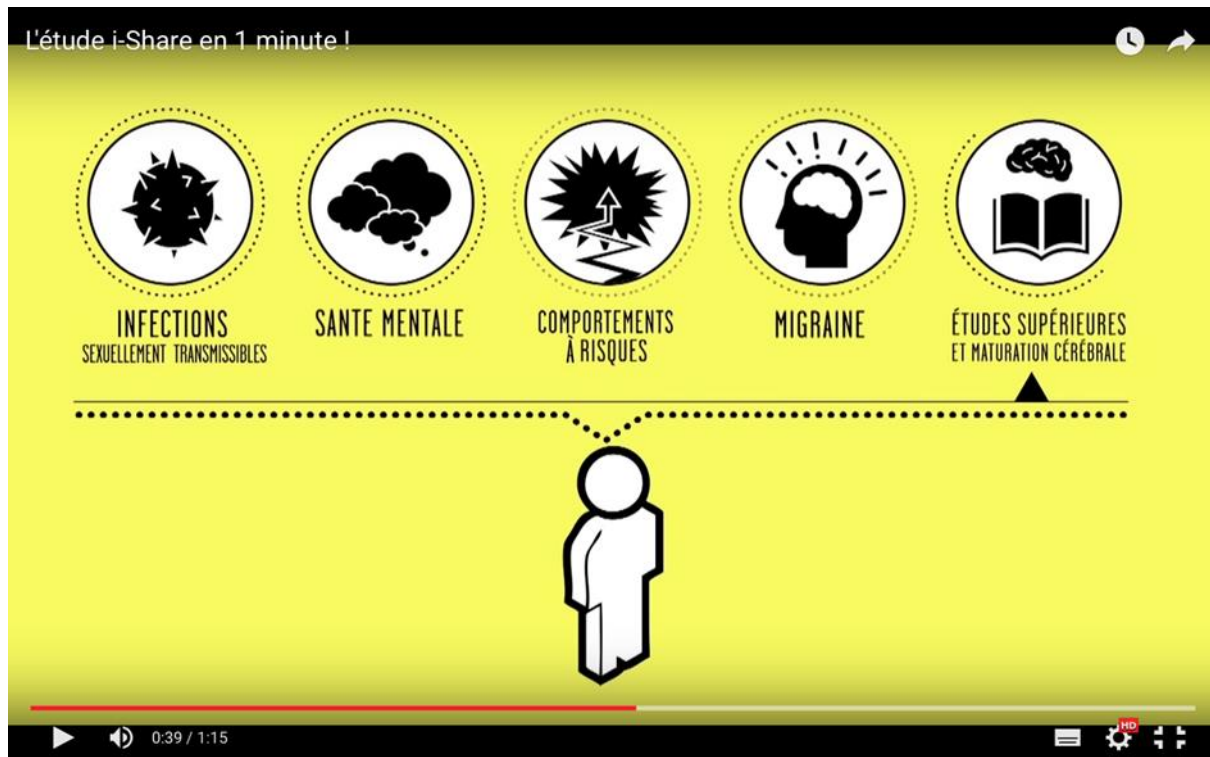 L'étude i-Share en 1 minute !
INFECTIONS
SEXUELLEMENT TRANSMISSIBLES
SANTE MENTALE
COMPORTEMENTS
À RISQUES
MIGRAINE
ÉTUDES SUPÉRIEURES
ET MATURATION CÉRÉBRALE
0:39 / 1:15
HD